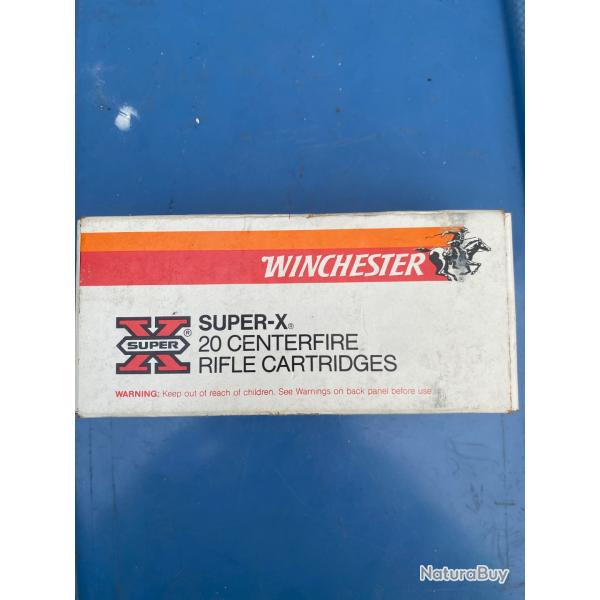 WINCHESTER®
SUPER-X®
X SUPER ®
20 CENTERFIRE
RIFLE CARTRIDGES
WARNING: Keep out of reach of children. See Warnings on back panel before use
NaturaBuy